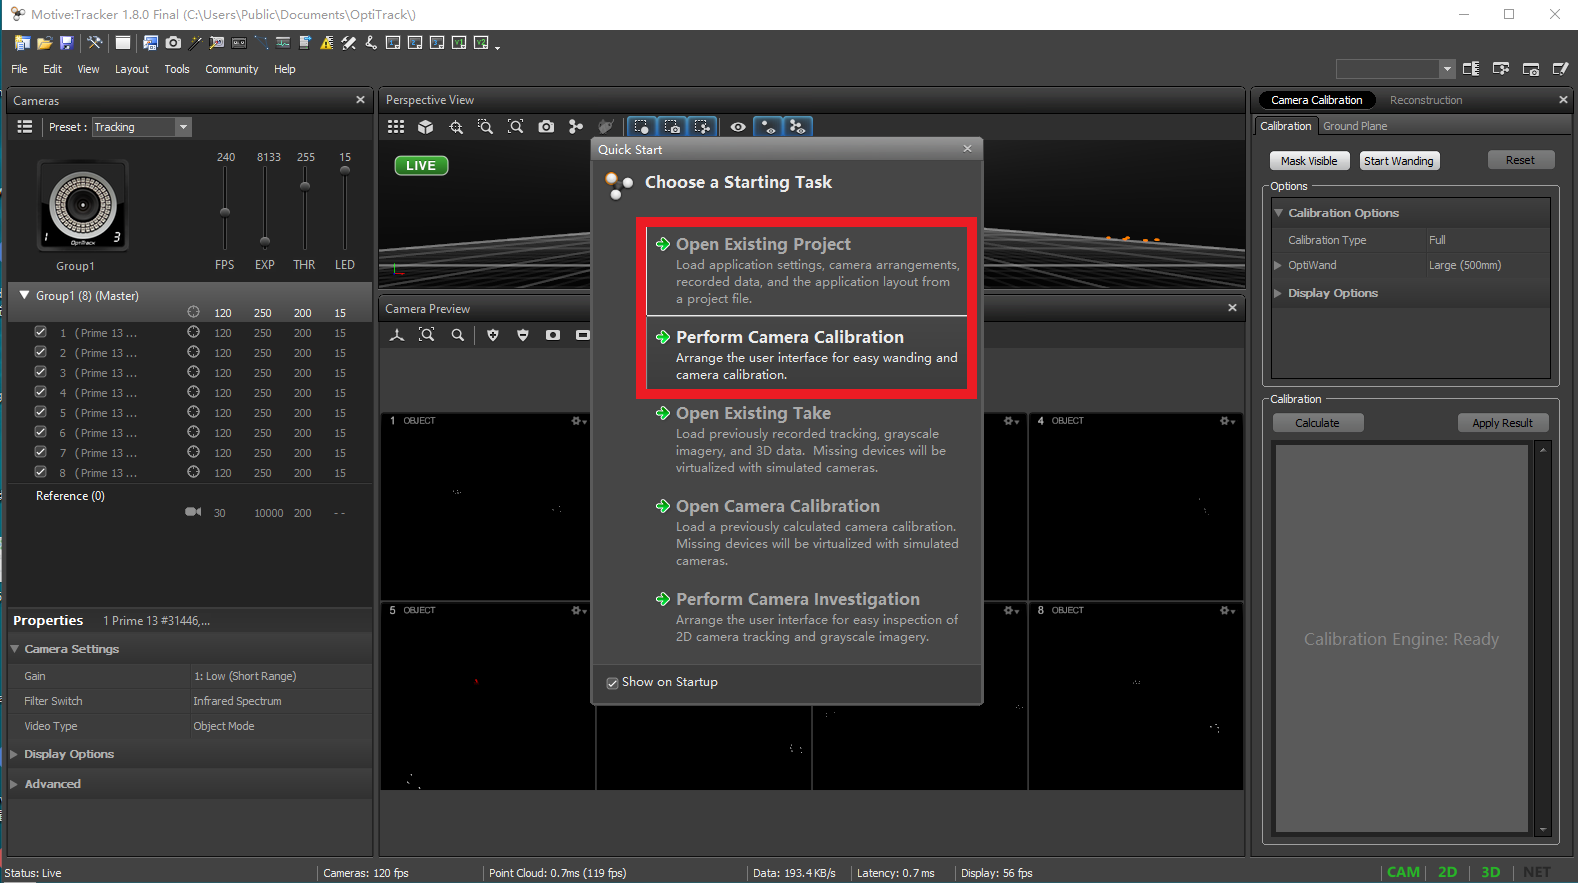 Motive:Tracker 1.8.0 Final (C:\Users\Public\Documents\OptiTrack\)
File Edit View Layout Tools Community Help
Cameras
Preset : Tracking
240 8133 255 15
OptiTrack
1 3
Group1
FPS EXP THR LED
Group1 (8) (Master)
120 250 200 15
1 (Prime 13 ... 120 250 200 15
2 (Prime 13 ... 120 250 200 15
3 (Prime 13 ... 120 250 200 15
4 (Prime 13 ... 120 250 200 15
5 (Prime 13 ... 120 250 200 15
6 (Prime 13 ... 120 250 200 15
7 (Prime 13 ... 120 250 200 15
8 (Prime 13 ... 120 250 200 15
Reference (0)
30 10000 200 - -
Properties 1 Prime 13 #31446,...
Camera Settings
Gain 1: Low (Short Range)
Filter Switch Infrared Spectrum
Video Type Object Mode
Display Options
Advanced
Perspective View
LIVE
Camera Preview
1 OBJECT
4 OBJECT
5 OBJECT
8 OBJECT
Quick Start
Choose a Starting Task
Open Existing Project
Load application settings, camera arrangements,
recorded data, and the application layout from
a project file.
Perform Camera Calibration
Arrange the user interface for easy wanding and
camera calibration.
Open Existing Take
Load previously recorded tracking, grayscale
imagery, and 3D data. Missing devices will be
virtualized with simulated cameras.
Open Camera Calibration
Load a previously calculated camera calibration.
Missing devices will be virtualized with simulated
cameras.
Perform Camera Investigation
Arrange the user interface for easy inspection of
2D camera tracking and grayscale imagery.
Show on Startup
Camera Calibration Reconstruction
Calibration Ground Plane
Mask Visible Start Wanding Reset
Options
Calibration Options
Calibration Type Full
OptiWand Large (500mm)
Display Options
Calibration
Calculate Apply Result
Calibration Engine: Ready
Status: Live Cameras: 120 fps Point Cloud: 0.7ms (119 fps) Data: 193.4 KB/s Latency: 0.7 ms Display: 56 fps CAM 2D 3D NET